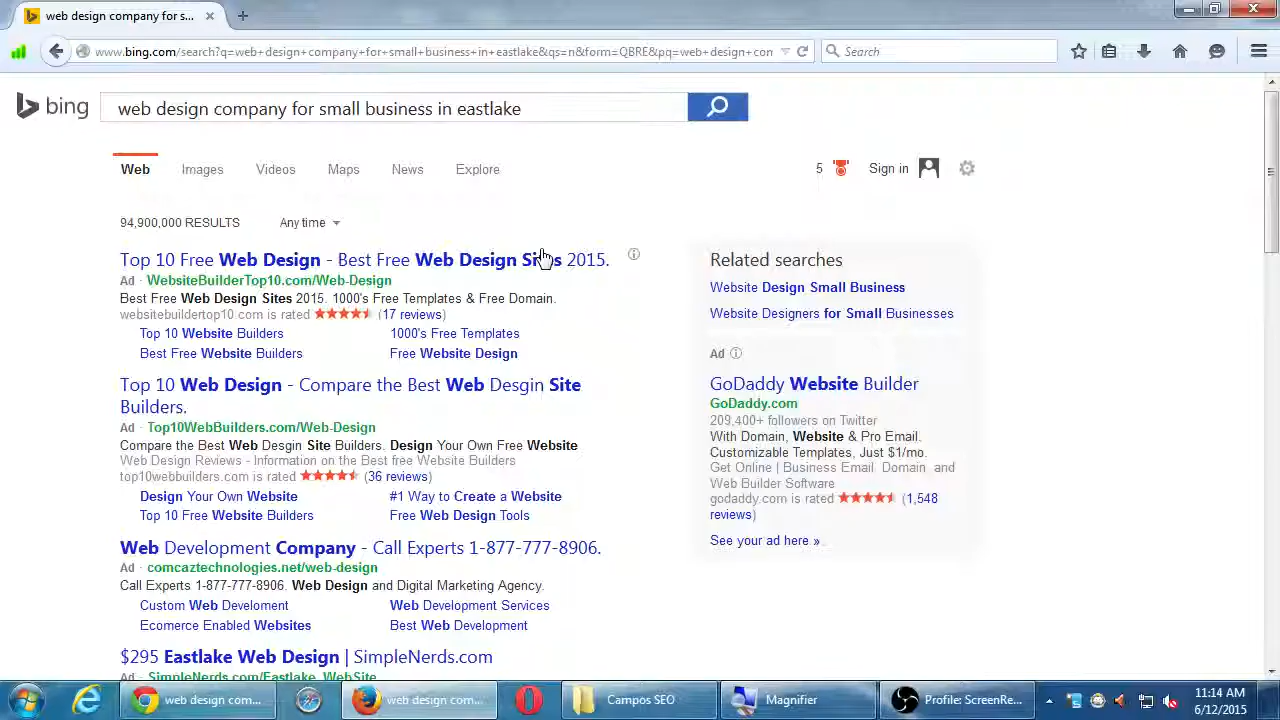 web design company for s...
www.bing.com/search?q=web+design+company+for+small+business+in+eastlake&qs=n&form=QBRE&pq=web+design+con
Search
bing
web design company for small business in eastlake
Web Images Videos Maps News Explore
5 Sign in
94,900,000 RESULTS Any time
Top 10 Free Web Design - Best Free Web Design Sites 2015.
Ad · WebsiteBuilderTop10.com/Web-Design
Best Free Web Design Sites 2015. 1000's Free Templates & Free Domain.
websitebuildertop10.com is rated (17 reviews)
Top 10 Website Builders 1000's Free Templates
Best Free Website Builders Free Website Design
Top 10 Web Design - Compare the Best Web Desgin Site
Builders.
Ad · Top10WebBuilders.com/Web-Design
Compare the Best Web Desgin Site Builders. Design Your Own Free Website
Web Design Reviews - Information on the Best free Website Builders
top10webbuilders.com is rated (36 reviews)
Design Your Own Website #1 Way to Create a Website
Top 10 Free Website Builders Free Web Design Tools
Web Development Company - Call Experts 1-877-777-8906.
Ad · comcaztechnologies.net/web-design
Call Experts 1-877-777-8906. Web Design and Digital Marketing Agency.
Custom Web Develoment Web Development Services
Ecomerce Enabled Websites Best Web Development
$295 Eastlake Web Design | SimpleNerds.com
Ad · SimpleNerds.com/Eastlake_WebSite
Related searches
Website Design Small Business
Website Designers for Small Businesses
Ad
GoDaddy Website Builder
GoDaddy.com
209,400+ followers on Twitter
With Domain, Website & Pro Email.
Customizable Templates, Just $1/mo.
Get Online | Business Email Domain and
Web Builder Software
godaddy.com is rated (1,548
reviews)
See your ad here »
web design com...
web design com...
Campos SEO
Magnifier
Profile: ScreenRe...
11:14 AM
6/12/2015